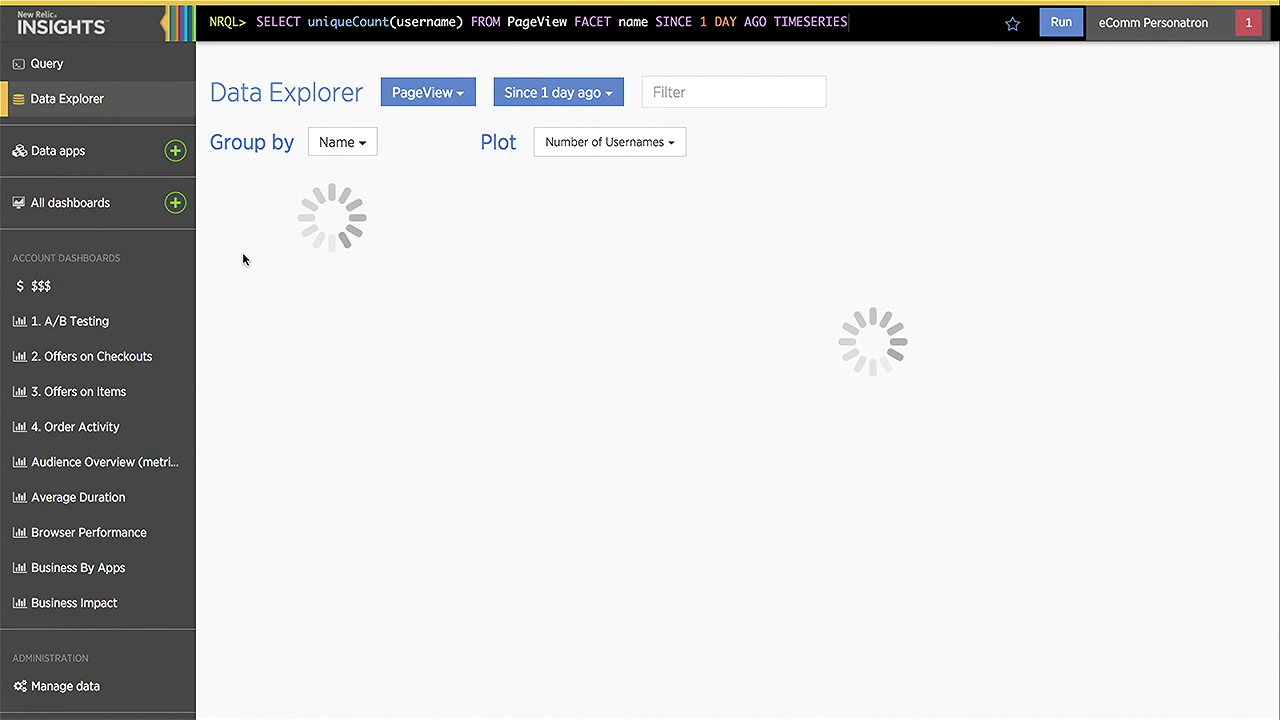 New Relic
INSIGHTS
NRQL> SELECT uniqueCount(username) FROM PageView FACET name SINCE 1 DAY AGO TIMESERIES
Run
eComm Personatron
1
Query
Data Explorer
Data apps
All dashboards
ACCOUNT DASHBOARDS
$ $$$
1. A/B Testing
2. Offers on Checkouts
3. Offers on Items
4. Order Activity
Audience Overview (metri...
Average Duration
Browser Performance
Business By Apps
Business Impact
ADMINISTRATION
Manage data
Data Explorer
PageView
Since 1 day ago
Filter
Group by
Name
Plot
Number of Usernames